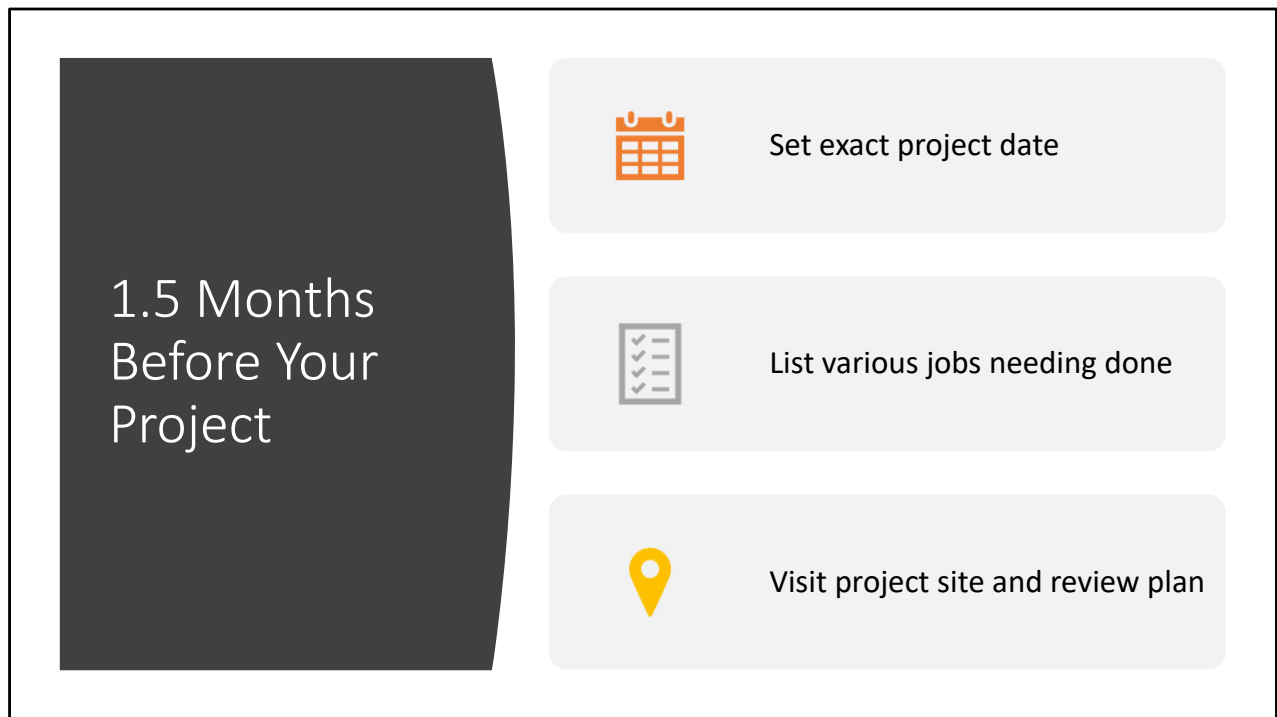 1.5 Months
Before Your
Project
Set exact project date
List various jobs needing done
Visit project site and review plan